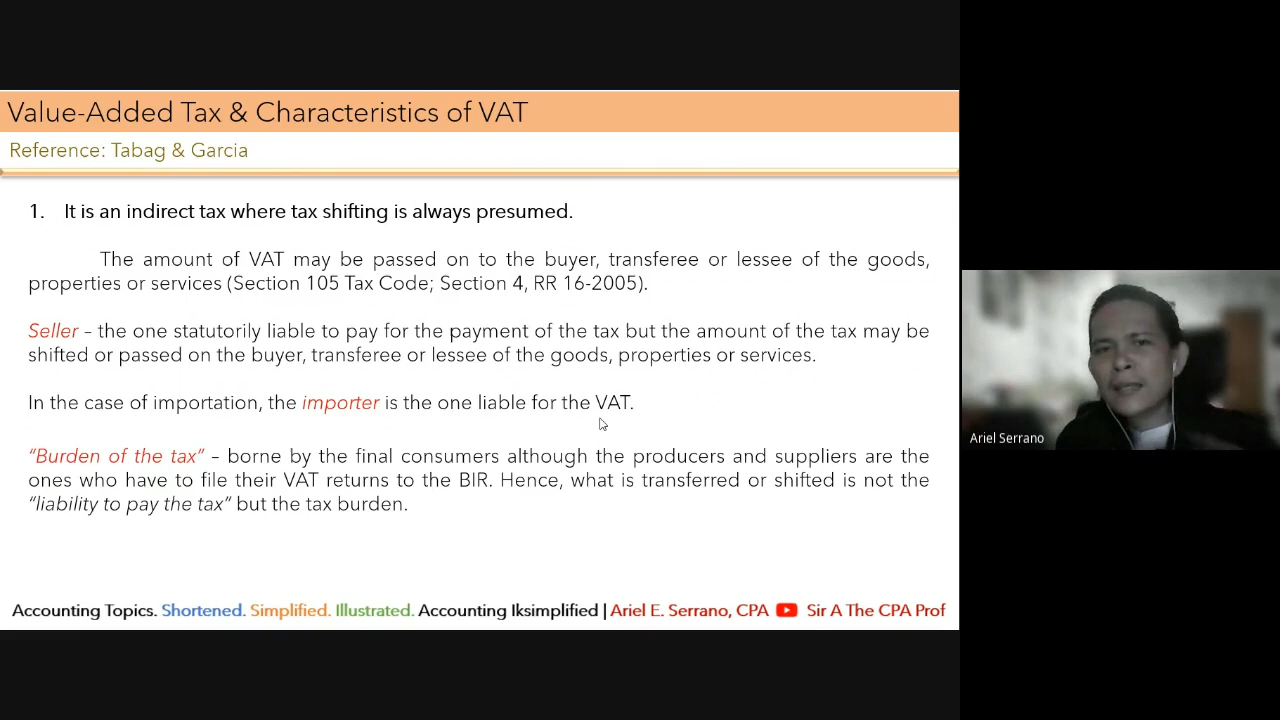 Value-Added Tax & Characteristics of VAT
Reference: Tabag & Garcia
1. It is an indirect tax where tax shifting is always presumed.
The amount of VAT may be passed on to the buyer, transferee or lessee of the goods,
properties or services (Section 105 Tax Code; Section 4, RR 16-2005).
Seller – the one statutorily liable to pay for the payment of the tax but the amount of the tax may be
shifted or passed on the buyer, transferee or lessee of the goods, properties or services.
In the case of importation, the importer is the one liable for the VAT.
“Burden of the tax” – borne by the final consumers although the producers and suppliers are the
ones who have to file their VAT returns to the BIR. Hence, what is transferred or shifted is not the
“liability to pay the tax” but the tax burden.
Ariel Serrano
Accounting Topics. Shortened. Simplified. Illustrated. Accounting Iksimplified | Ariel E. Serrano, CPA Sir A The CPA Prof